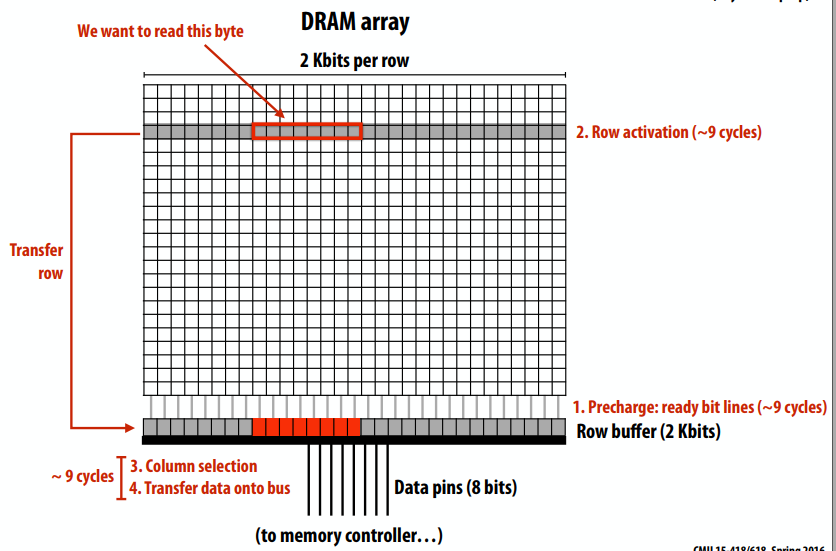 We want to read this byte
DRAM array
2 Kbits per row
2. Row activation (~9 cycles)
Transfer
row
1. Precharge: ready bit lines (~9 cycles)
Row buffer (2 Kbits)
~ 9 cycles
3. Column selection
4. Transfer data onto bus
Data pins (8 bits)
(to memory controller…)
CMU 15-418/618, Spring 2016